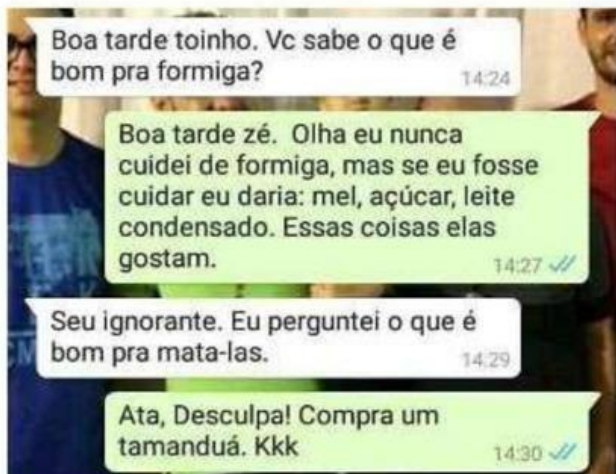 Boa tarde toinho. Vc sabe o que é
bom pra formiga?
14:24
Boa tarde zé. Olha eu nunca
cuidei de formiga, mas se eu fosse
cuidar eu daria: mel, açúcar, leite
condensado. Essas coisas elas
gostam.
14:27
Seu ignorante. Eu perguntei o que é
bom pra mata-las.
14:29
Ata, Desculpa! Compra um
tamanduá. Kkk
14:30